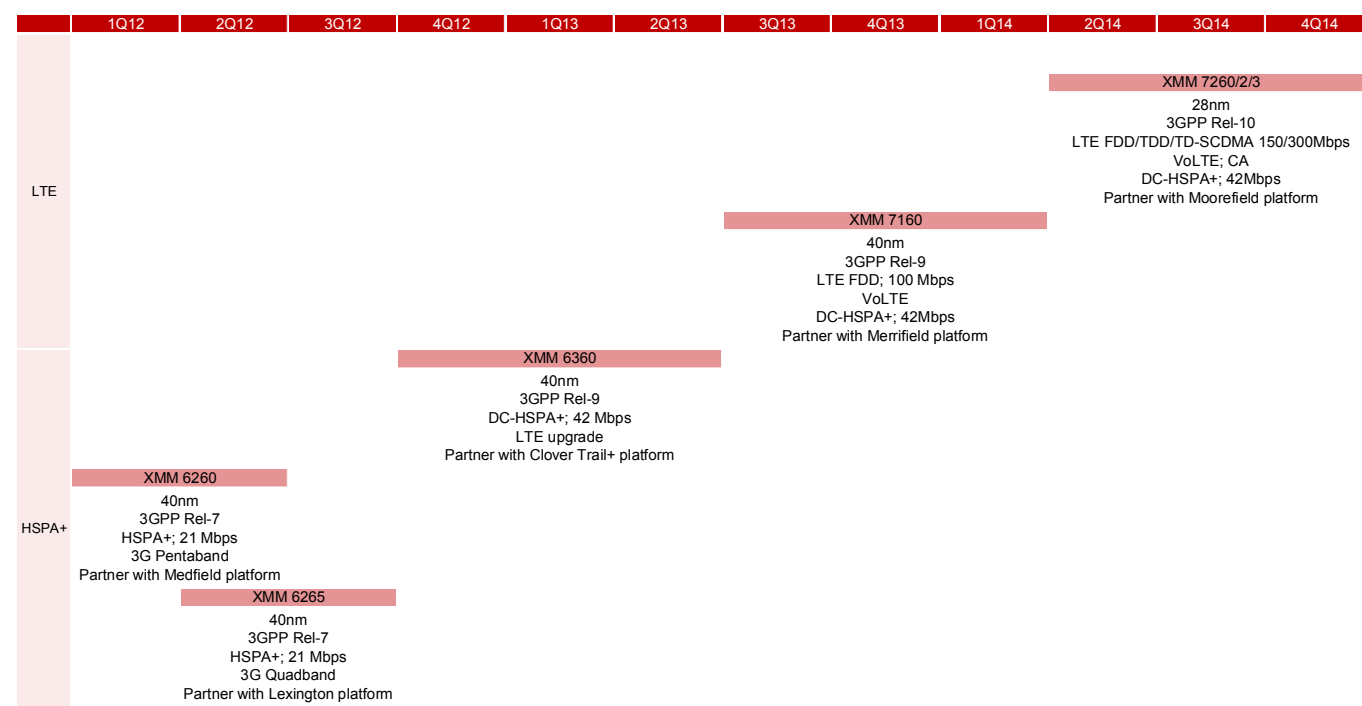 1Q12 2Q12 3Q12 4Q12 1Q13 2Q13 3Q13 4Q13 1Q14 2Q14 3Q14 4Q14
LTE
XMM 7260/2/3
28nm
3GPP Rel-10
LTE FDD/TDD/TD-SCDMA 150/300Mbps
VoLTE; CA
DC-HSPA+; 42Mbps
Partner with Moorefield platform
XMM 7160
40nm
3GPP Rel-9
LTE FDD; 100 Mbps
VoLTE
DC-HSPA+; 42Mbps
Partner with Merrifield platform
HSPA+
XMM 6360
40nm
3GPP Rel-9
DC-HSPA+; 42 Mbps
LTE upgrade
Partner with Clover Trail+ platform
XMM 6260
40nm
3GPP Rel-7
HSPA+; 21 Mbps
3G Pentaband
Partner with Medfield platform
XMM 6265
40nm
3GPP Rel-7
HSPA+; 21 Mbps
3G Quadband
Partner with Lexington platform